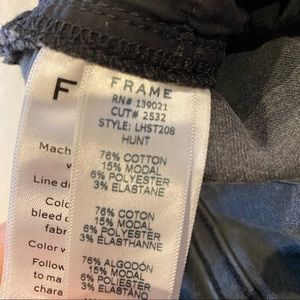 FRAME
RN# 139021
CUT# 2532
STYLE: LHST208
HUNT
76% COTTON
15% MODAL
6% POLYESTER
3% ELASTANE
76% COTON
15% MODAL
6% POLYESTER
3% ELASTHANNE
76% ALGODÓN
15% MODAL
6% POLIESTER
3% ELASTANO
F
Mach
w
Line di
Colo
bleed o
fabr
Color v
Follow
to ma
chara